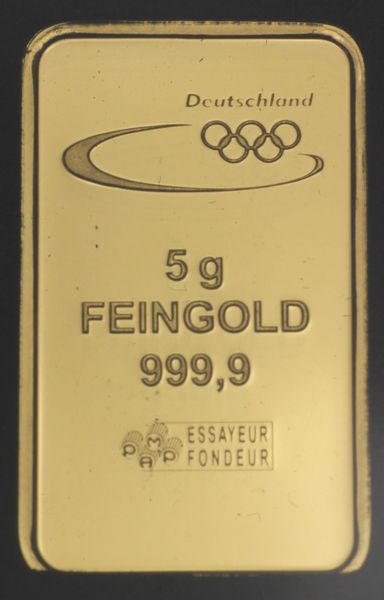 Deutschland
5 g
FEINGOLD
999,9
PAMP ESSAYEUR
FONDEUR